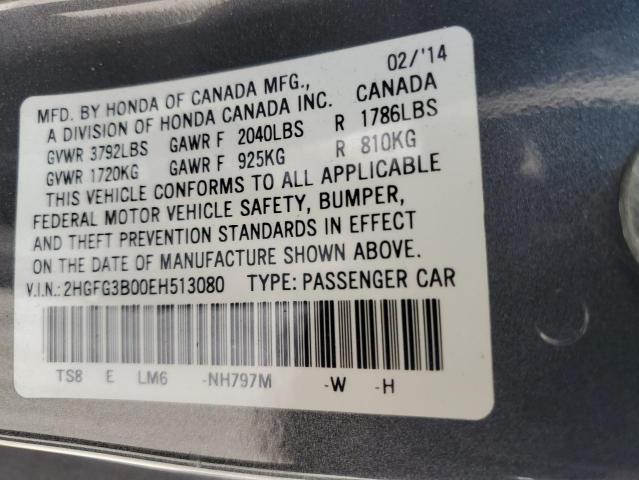 02/'14
MFD. BY HONDA OF CANADA MFG.,
A DIVISION OF HONDA CANADA INC. CANADA
GVWR 3792LBS GAWR F 2040LBS R 1786LBS
GVWR 1720KG GAWR F 925KG R 810KG
THIS VEHICLE CONFORMS TO ALL APPLICABLE
FEDERAL MOTOR VEHICLE SAFETY, BUMPER,
AND THEFT PREVENTION STANDARDS IN EFFECT
ON THE DATE OF MANUFACTURE SHOWN ABOVE.
V.I.N.: 2HGFG3B00EH513080 TYPE: PASSENGER CAR
TS8 E LM6 -NH797M -W -H